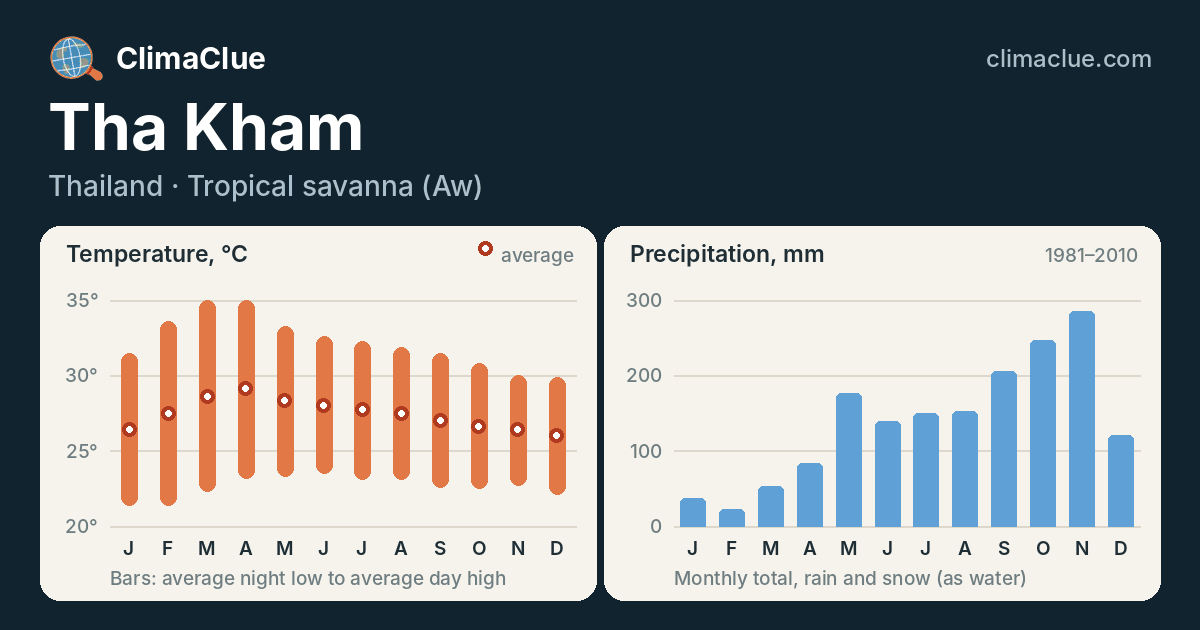 ClimaClue
climaclue.com
Tha Kham
Thailand · Tropical savanna (Aw)
Temperature, °C
average
35°
30°
25°
20°
J F M A M J J A S O N D
Bars: average night low to average day high
Precipitation, mm
1981–2010
300
200
100
0
J F M A M J J A S O N D
Monthly total, rain and snow (as water)